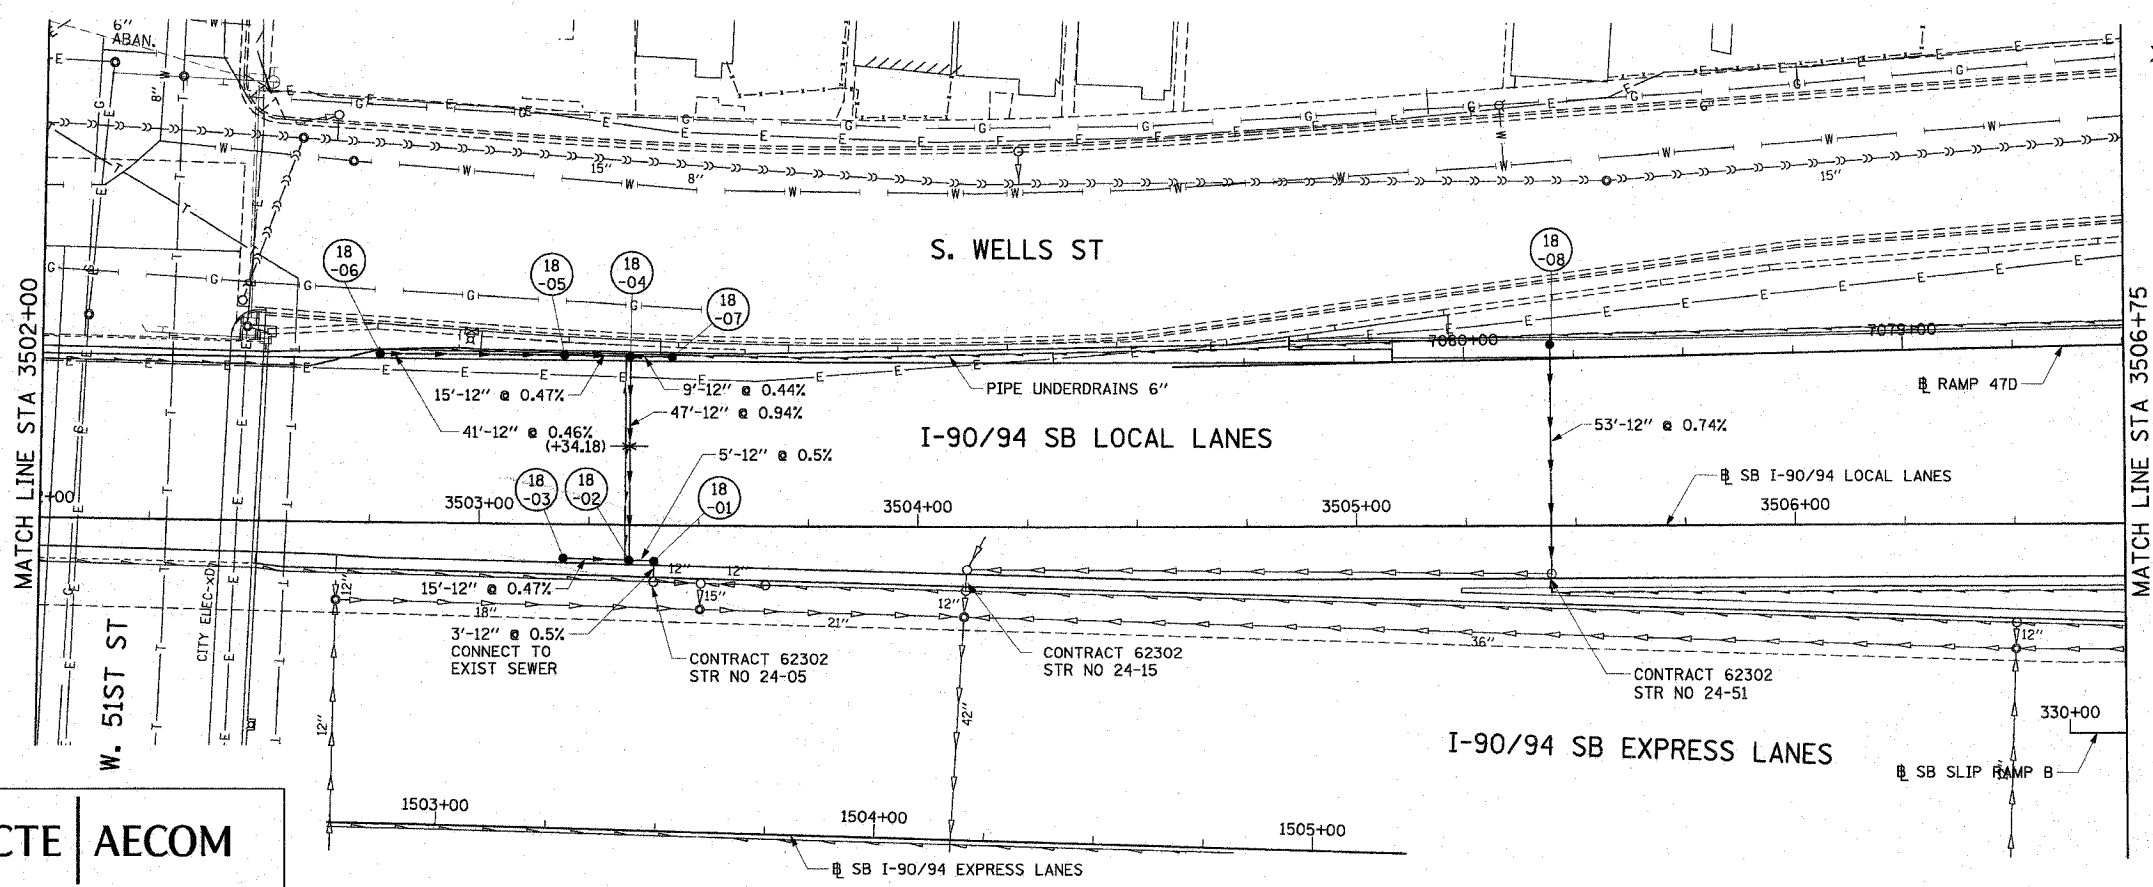 6"
ABAN.
8"
15"
8"
15"
S. WELLS ST
18
-06
18
-05
18
-04
18
-07
18
-08
MATCH LINE STA 3502+00
MATCH LINE STA 3506+75
7080+00
7079+00
15'-12" @ 0.47%
9'-12" @ 0.44%
PIPE UNDERDRAINS 6"
℄ RAMP 47D
47'-12" @ 0.94%
41'-12" @ 0.46%
(+34.18)
I-90/94 SB LOCAL LANES
53'-12" @ 0.74%
5'-12" @ 0.5%
18
-03
18
-02
18
-01
℄ SB I-90/94 LOCAL LANES
+00
3503+00
3504+00
3505+00
3506+00
12"
12"
12"
15"
15'-12" @ 0.47%
18"
21"
12"
36"
12"
3'-12" @ 0.5%
CONNECT TO
EXIST SEWER
CONTRACT 62302
STR NO 24-05
CONTRACT 62302
STR NO 24-15
CONTRACT 62302
STR NO 24-51
W. 51ST ST
CITY ELEC-XD
12"
42"
330+00
I-90/94 SB EXPRESS LANES
℄ SB SLIP RAMP B
1503+00
1504+00
1505+00
℄ SB I-90/94 EXPRESS LANES
CTE | AECOM